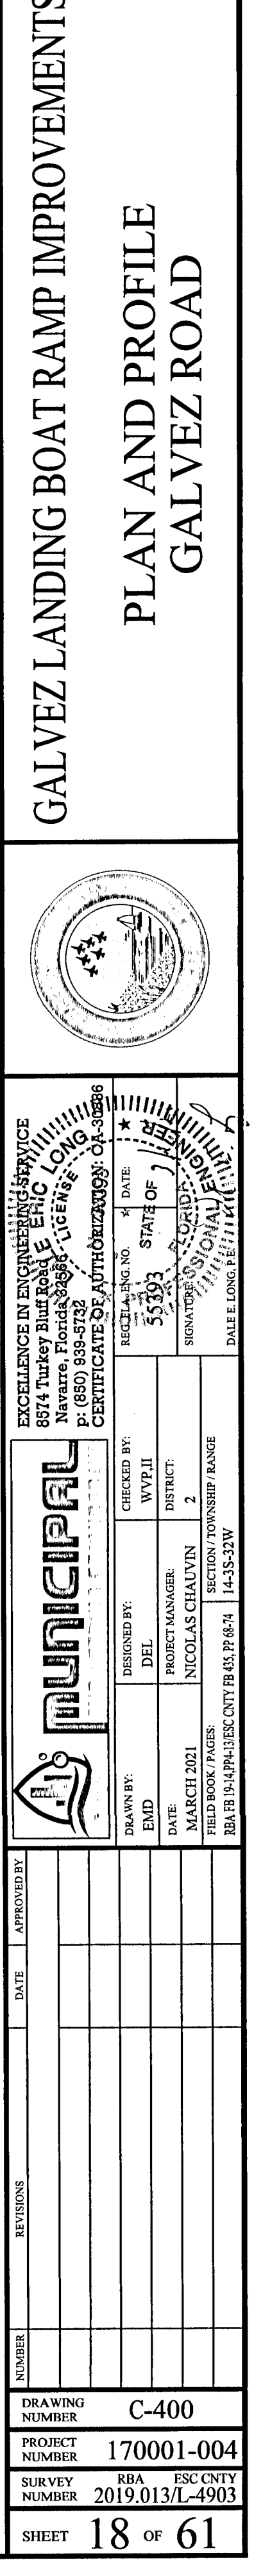 GALVEZ LANDING BOAT RAMP IMPROVEMENTS
PLAN AND PROFILE
GALVEZ ROAD
municipal
EXCELLENCE IN ENGINEERING SERVICE
8574 Turkey Bluff Road
Navarre, Florida 32566
p: (850) 939-5732
CERTIFICATE OF AUTHORIZATION:
ERIC LONG
LICENSE
STATE OF
FLORIDA
DRAWN BY:
EMD
DESIGNED BY:
DEL
CHECKED BY:
WVP,II
REG. FLA. ENG. NO.
55393
DATE:
DATE:
MARCH 2021
PROJECT MANAGER:
NICOLAS CHAUVIN
DISTRICT:
2
SIGNATURE:
FIELD BOOK / PAGES:
RBA FB 19-14,PP4-13/ESC CNTY FB 435, PP 68-74
SECTION / TOWNSHIP / RANGE
14-3S-32W
DALE E. LONG, P.E.
NUMBER REVISIONS DATE APPROVED BY
DRAWING NUMBER C-400
PROJECT NUMBER 170001-004
SURVEY NUMBER RBA ESC CNTY
2019.013/L-4903
SHEET 18 OF 61